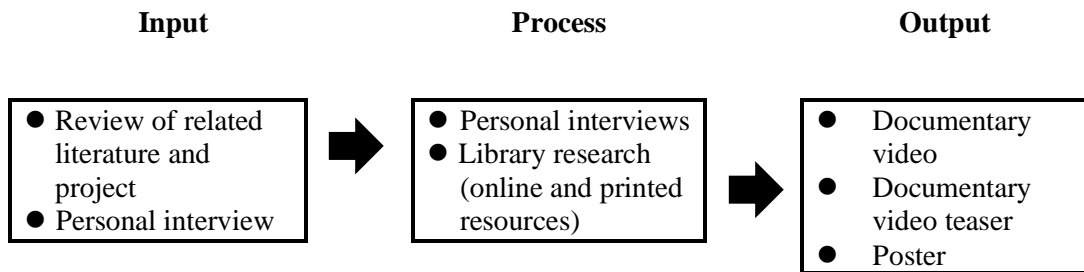 Input
Process
Output
● Review of related
literature and
project
● Personal interview
● Personal interviews
● Library research
(online and printed
resources)
● Documentary
video
● Documentary
video teaser
● Poster